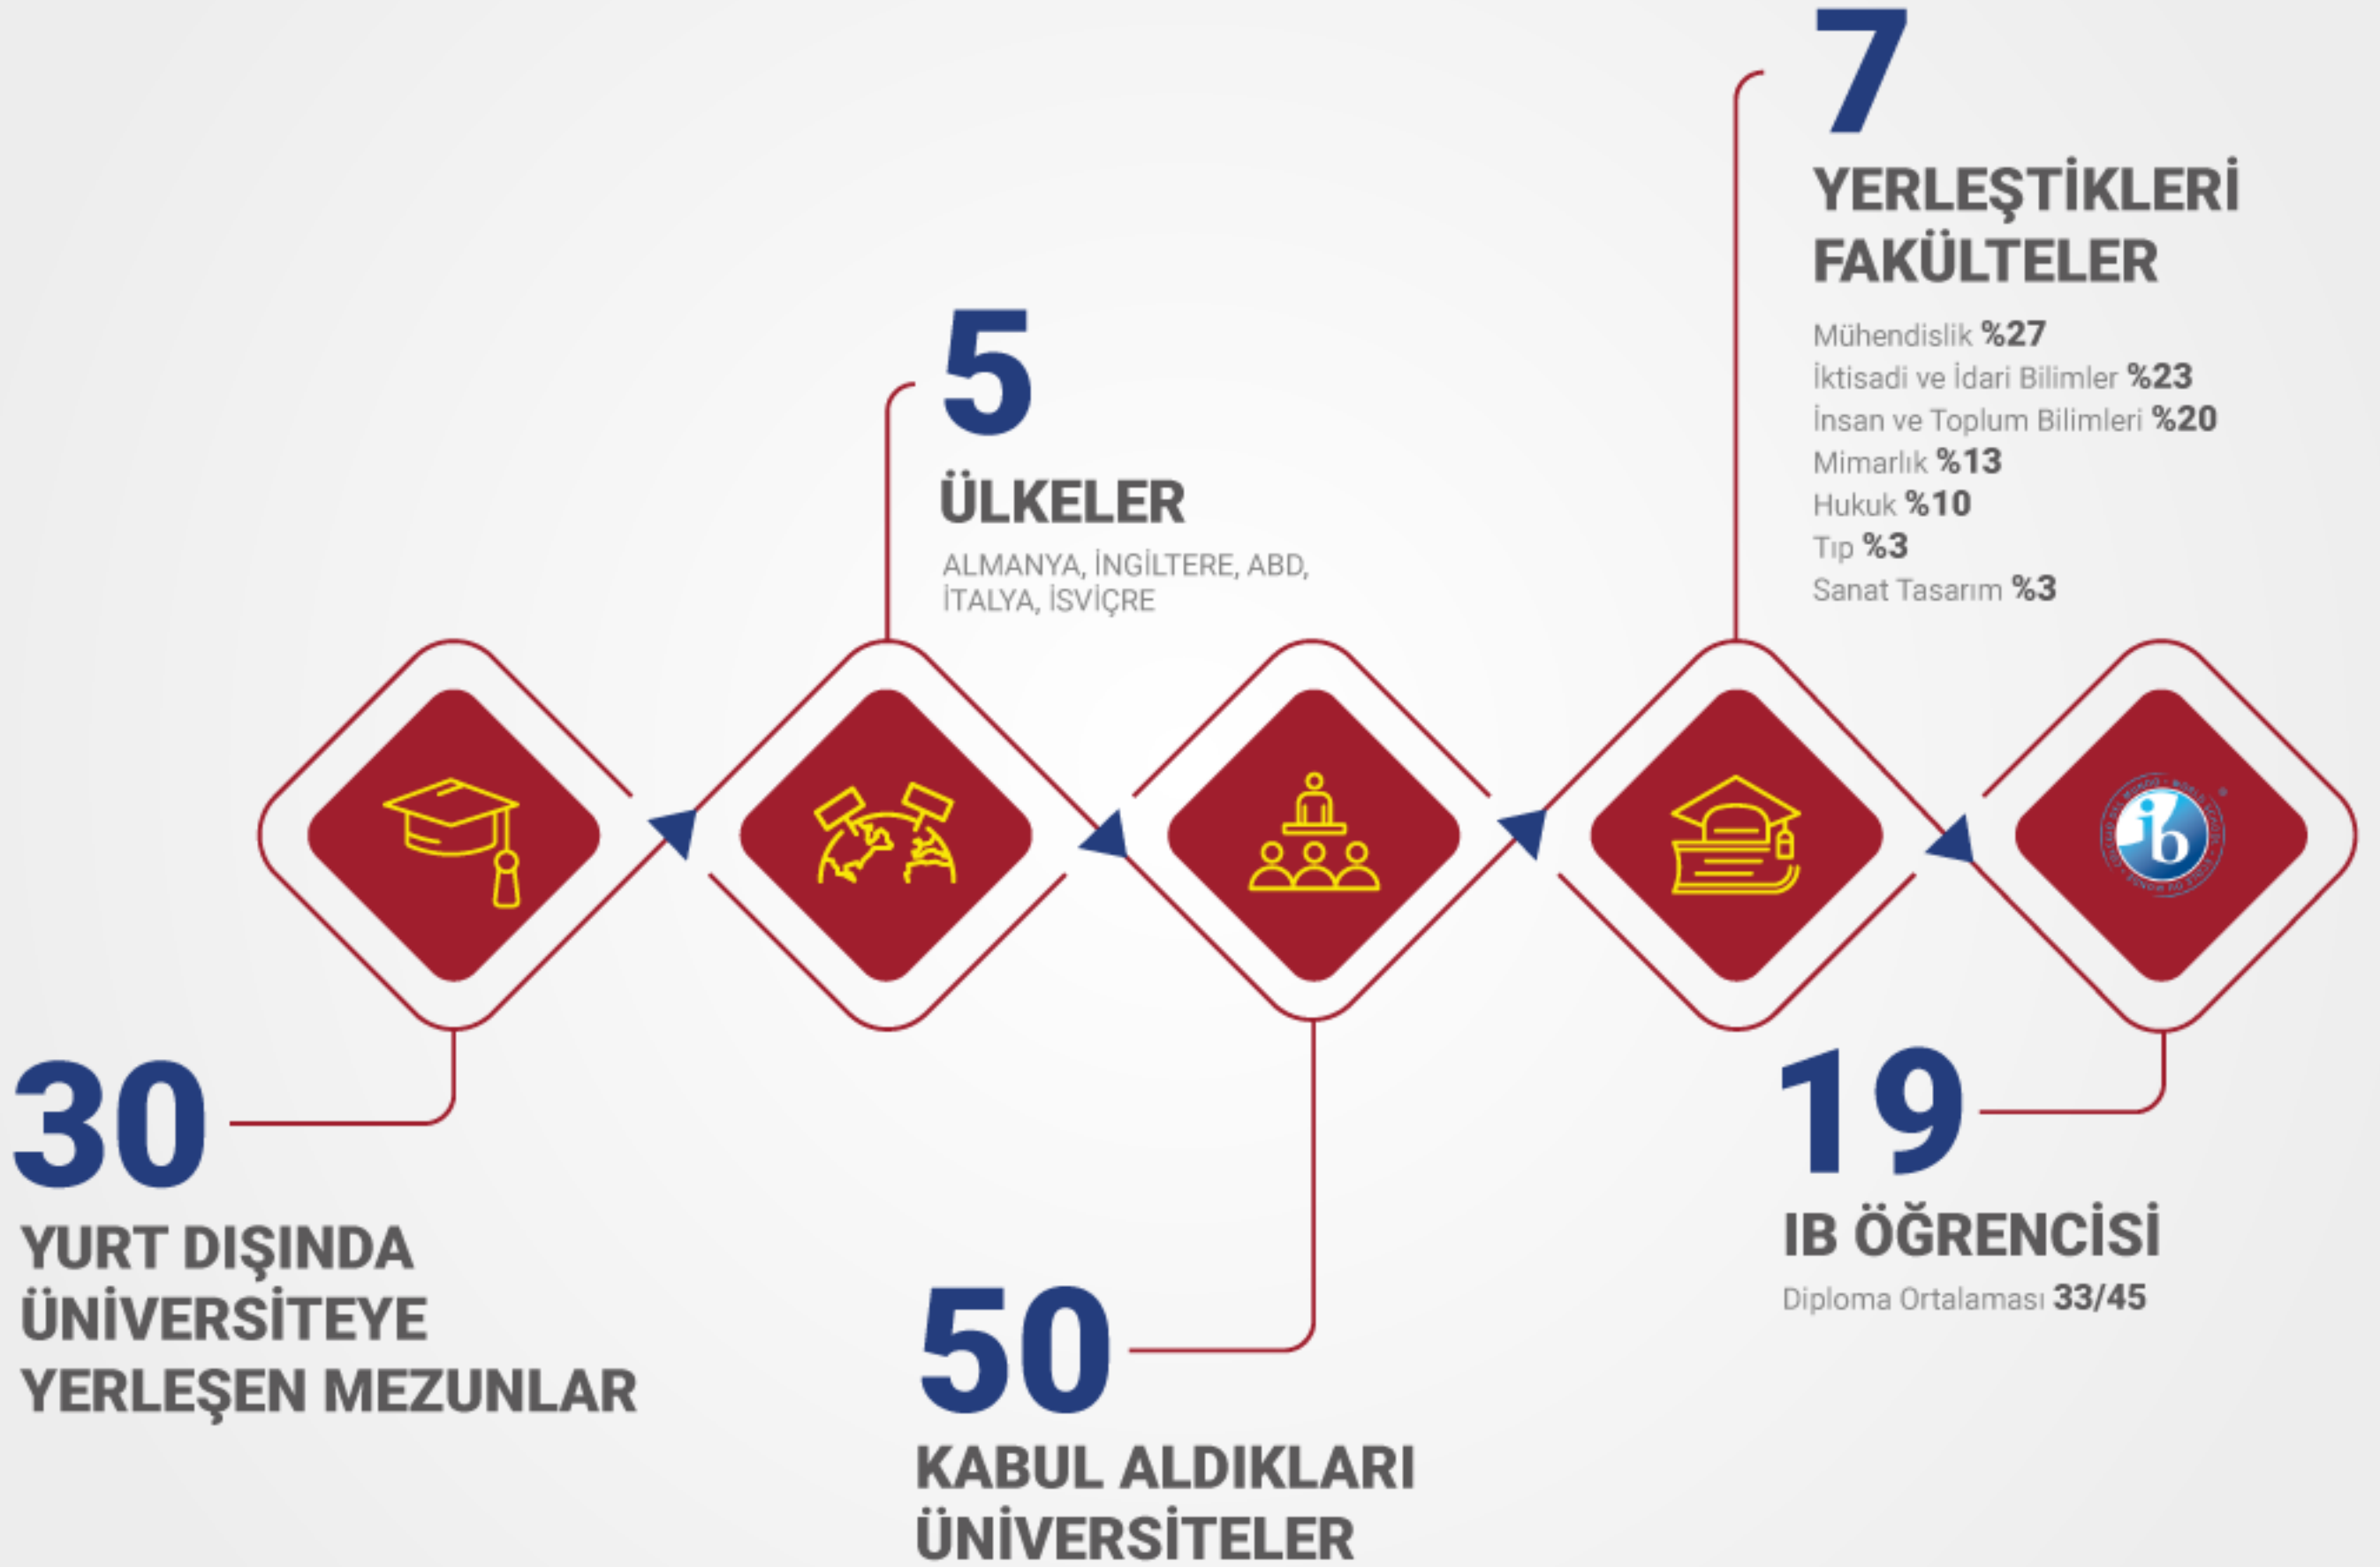 30
YURT DIŞINDA
ÜNİVERSİTEYE
YERLEŞEN MEZUNLAR
5
ÜLKELER
ALMANYA, İNGİLTERE, ABD,
İTALYA, İSVİÇRE
50
KABUL ALDIKLARI
ÜNİVERSİTELER
7
YERLEŞTİKLERİ
FAKÜLTELER
Mühendislik %27
İktisadi ve İdari Bilimler %23
İnsan ve Toplum Bilimleri %20
Mimarlık %13
Hukuk %10
Tıp %3
Sanat Tasarım %3
ib
19
IB ÖĞRENCİSİ
Diploma Ortalaması 33/45